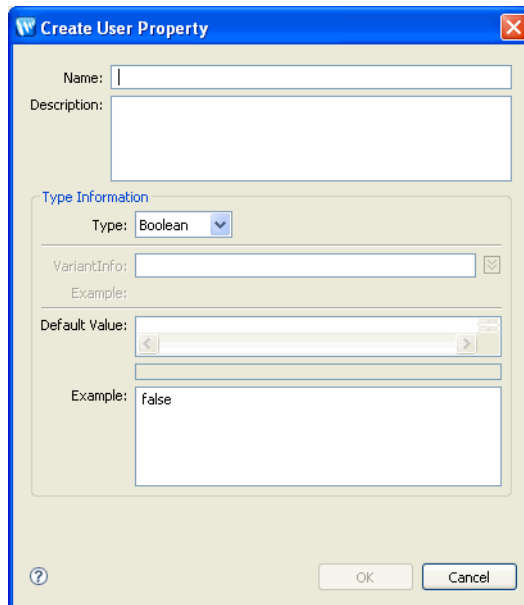 Create User Property
Name:
Description:
Type Information
Type: Boolean
VariantInfo:
Example:
Default Value:
Example: false
OK Cancel